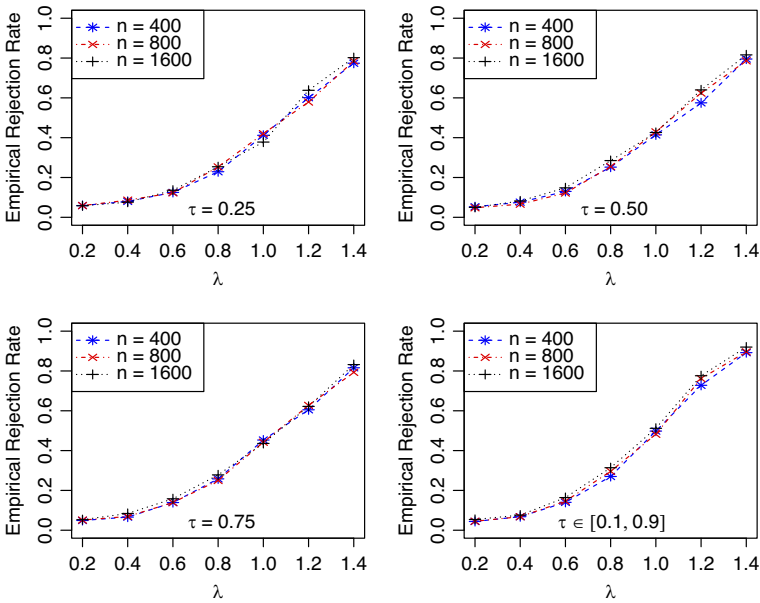 Empirical Rejection Rate
0.0 0.2 0.4 0.6 0.8 1.0
n = 400
n = 800
n = 1600
τ = 0.25
0.2 0.4 0.6 0.8 1.0 1.2 1.4
λ
Empirical Rejection Rate
0.0 0.2 0.4 0.6 0.8 1.0
n = 400
n = 800
n = 1600
τ = 0.50
0.2 0.4 0.6 0.8 1.0 1.2 1.4
λ
Empirical Rejection Rate
0.0 0.2 0.4 0.6 0.8 1.0
n = 400
n = 800
n = 1600
τ = 0.75
0.2 0.4 0.6 0.8 1.0 1.2 1.4
λ
Empirical Rejection Rate
0.0 0.2 0.4 0.6 0.8 1.0
n = 400
n = 800
n = 1600
τ ∈ [0.1, 0.9]
0.2 0.4 0.6 0.8 1.0 1.2 1.4
λ